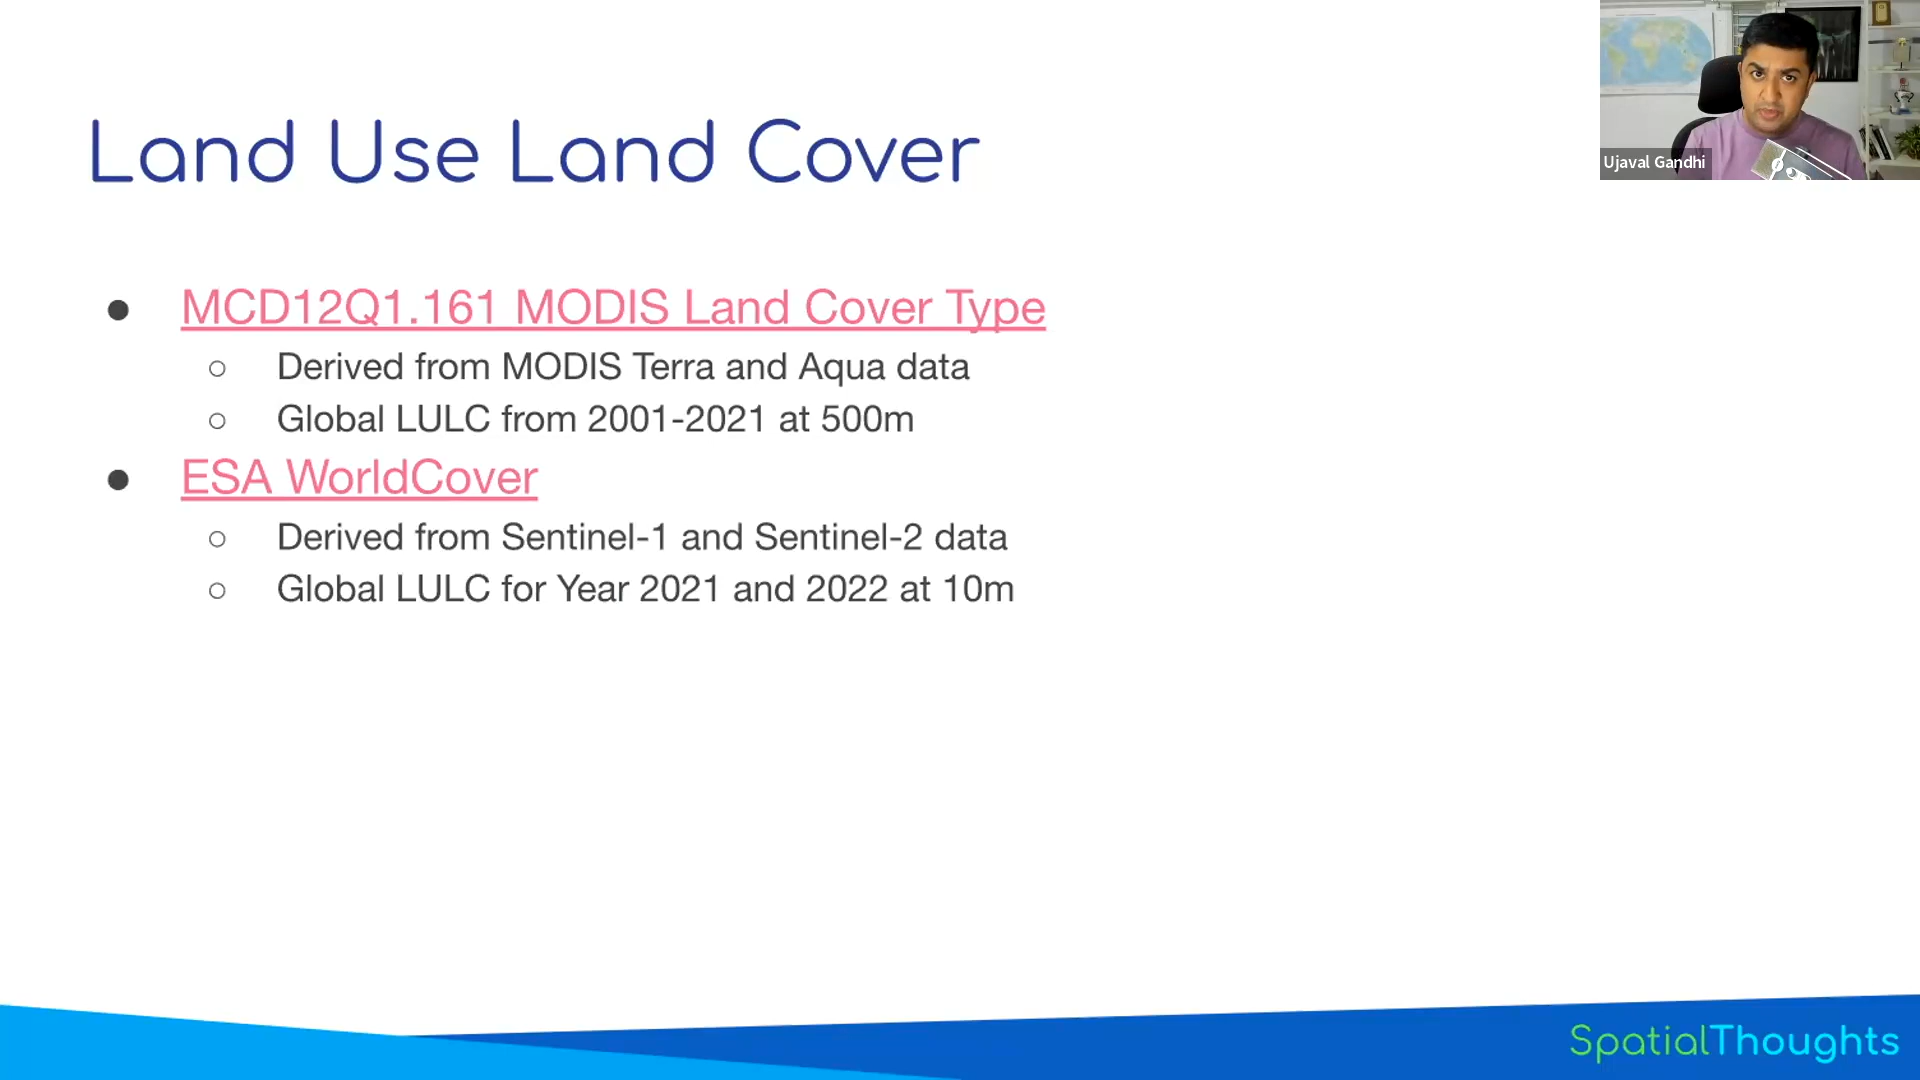 Land Use Land Cover
Ujaval Gandhi
● MCD12Q1.161 MODIS Land Cover Type
○ Derived from MODIS Terra and Aqua data
○ Global LULC from 2001-2021 at 500m
● ESA WorldCover
○ Derived from Sentinel-1 and Sentinel-2 data
○ Global LULC for Year 2021 and 2022 at 10m
SpatialThoughts